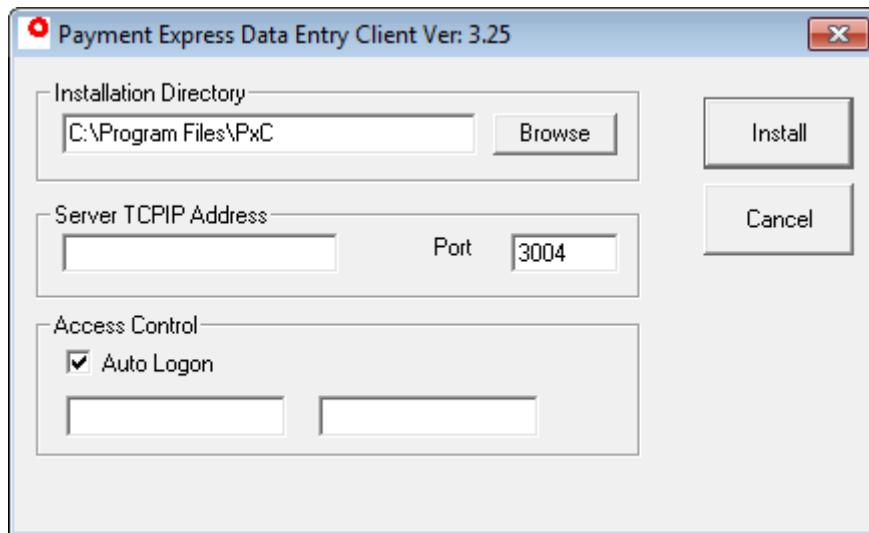 Payment Express Data Entry Client Ver: 3.25
Installation Directory
C:\Program Files\PxC
Browse
Install
Server TCPIP Address
Port
3004
Cancel
Access Control
Auto Logon